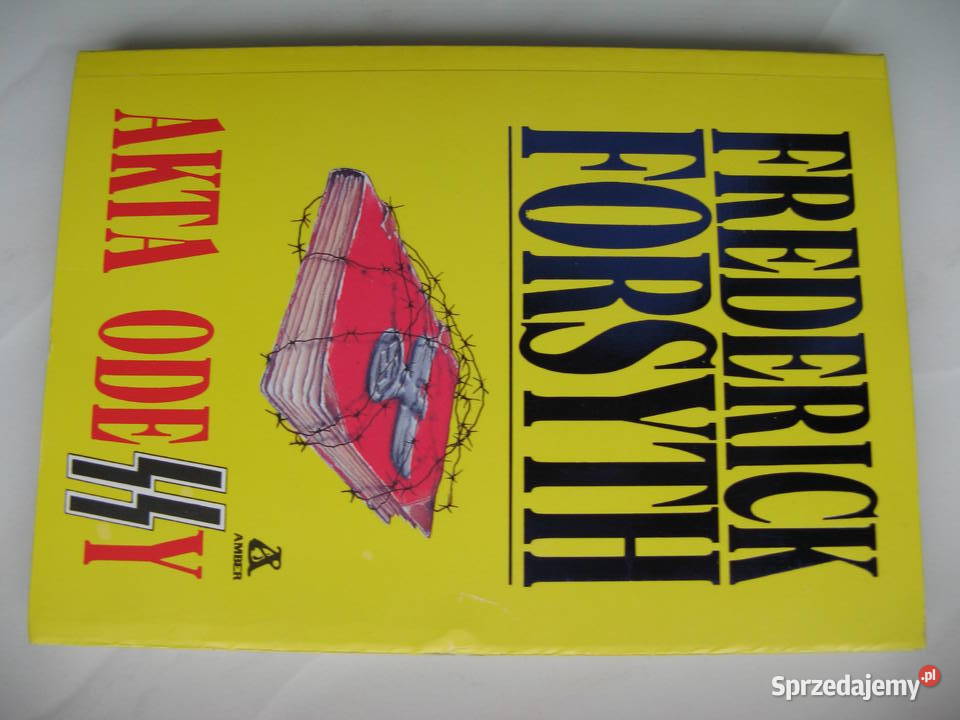 FREDERICK
FORSYTH
AKTA ODESSY
AMBER
Sprzedajemy.pl